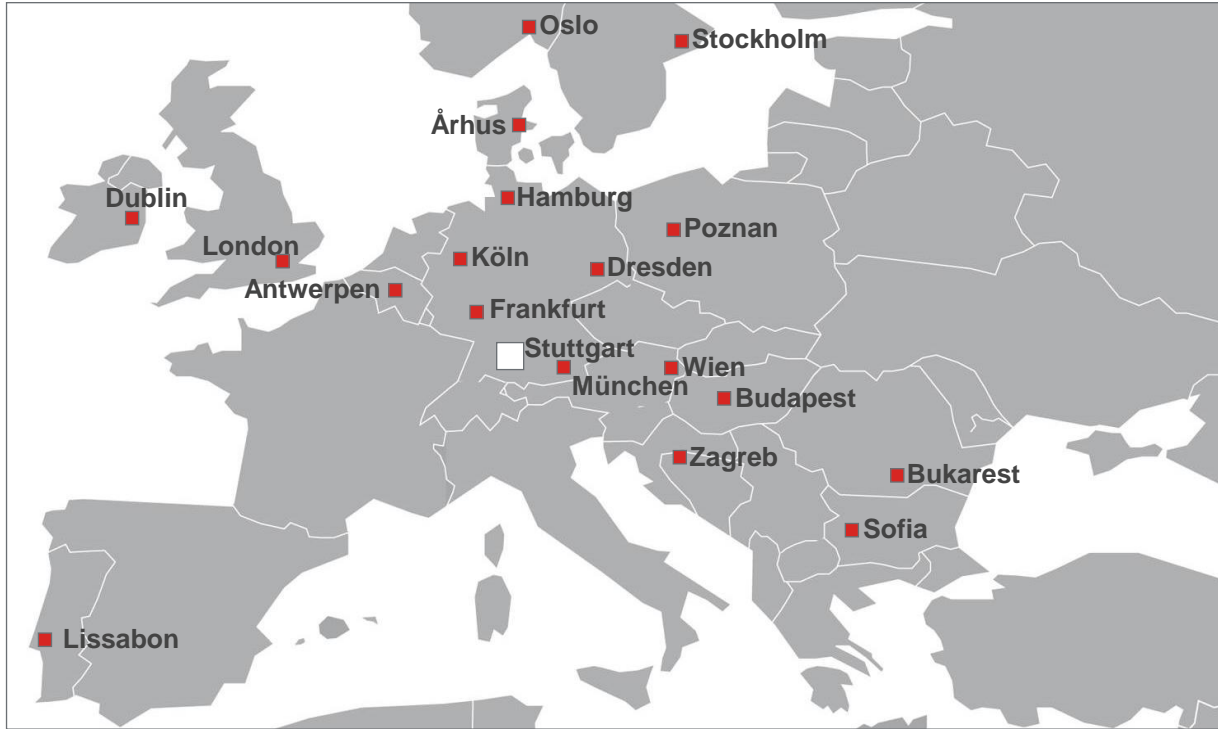 Oslo
Stockholm
Århus
Dublin
Hamburg
Poznan
London
Köln
Dresden
Antwerpen
Frankfurt
Stuttgart
Wien
München
Budapest
Zagreb
Bukarest
Sofia
Lissabon